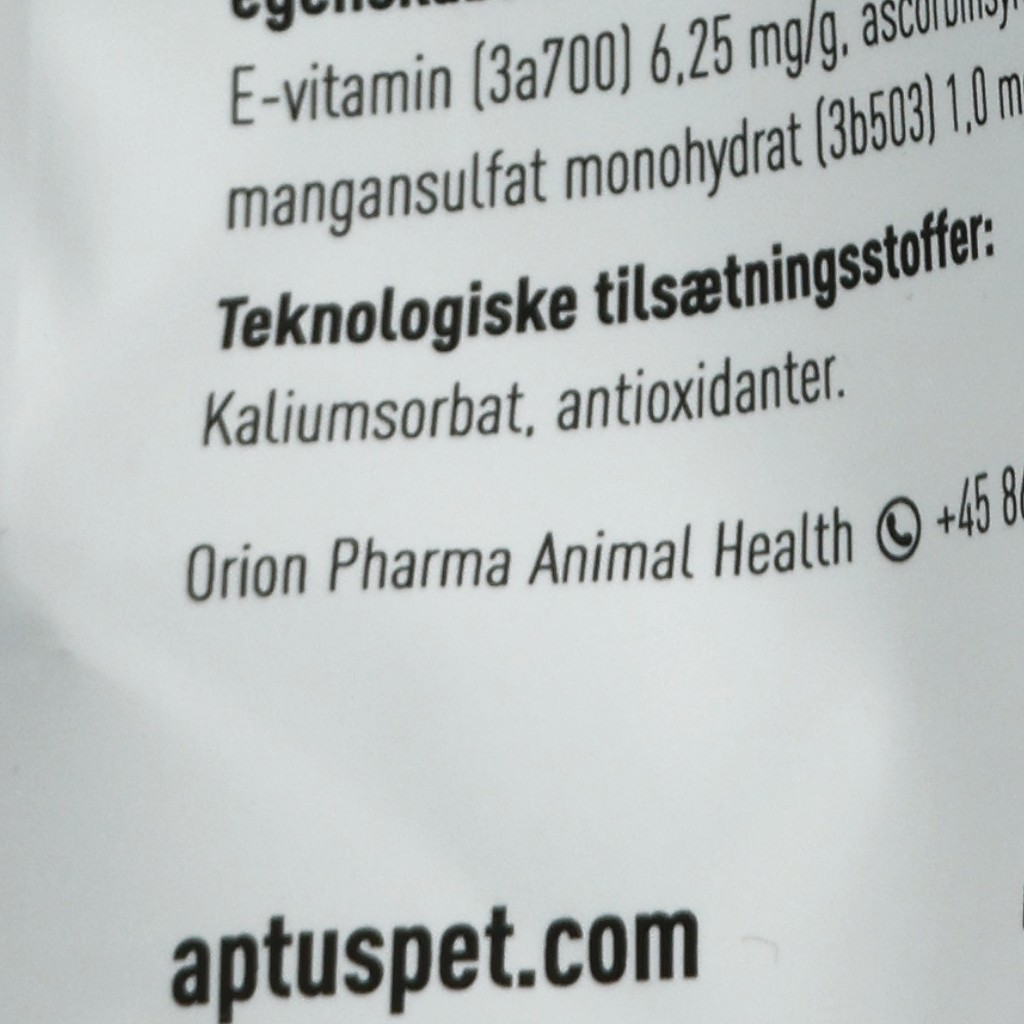 E-vitamin (3a700) 6,25 mg/g,
mangansulfat monohydrat (3b503) 1,0
Teknologiske tilsætningsstoffer:
Kaliumsorbat, antioxidanter.
Orion Pharma Animal Health +45
aptuspet.com